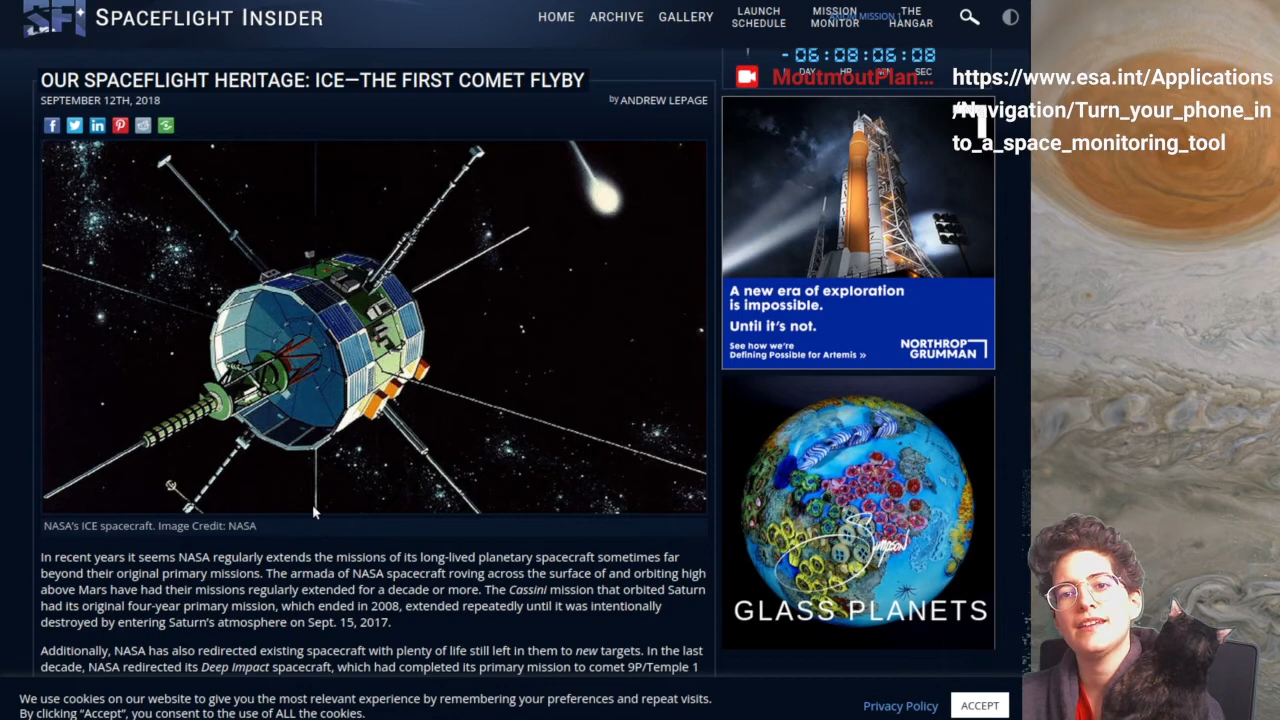 SFI
SPACEFLIGHT INSIDER
HOME
ARCHIVE
GALLERY
LAUNCH
SCHEDULE
MISSION
MONITOR
THE
HANGAR
MISSION
- 06:08:06:08
DAY HR MIN SEC
MoutmoutPlan...
https://www.esa.int/Applications
/Navigation/Turn_your_phone_in
to_a_space_monitoring_tool
OUR SPACEFLIGHT HERITAGE: ICE—THE FIRST COMET FLYBY
SEPTEMBER 12TH, 2018
by ANDREW LEPAGE
A new era of exploration
is impossible.
Until it's not.
See how we're
Defining Possible for Artemis »
NORTHROP
GRUMMAN
GLASS PLANETS
NASA's ICE spacecraft. Image Credit: NASA
In recent years it seems NASA regularly extends the missions of its long-lived planetary spacecraft sometimes far
beyond their original primary missions. The armada of NASA spacecraft roving across the surface of and orbiting high
above Mars have had their missions regularly extended for a decade or more. The Cassini mission that orbited Saturn
had its original four-year primary mission, which ended in 2008, extended repeatedly until it was intentionally
destroyed by entering Saturn's atmosphere on Sept. 15, 2017.
Additionally, NASA has also redirected existing spacecraft with plenty of life still left in them to new targets. In the last
decade, NASA redirected its Deep Impact spacecraft, which had completed its primary mission to comet 9P/Temple 1
We use cookies on our website to give you the most relevant experience by remembering your preferences and repeat visits.
By clicking "Accept", you consent to the use of ALL the cookies.
Privacy Policy
ACCEPT